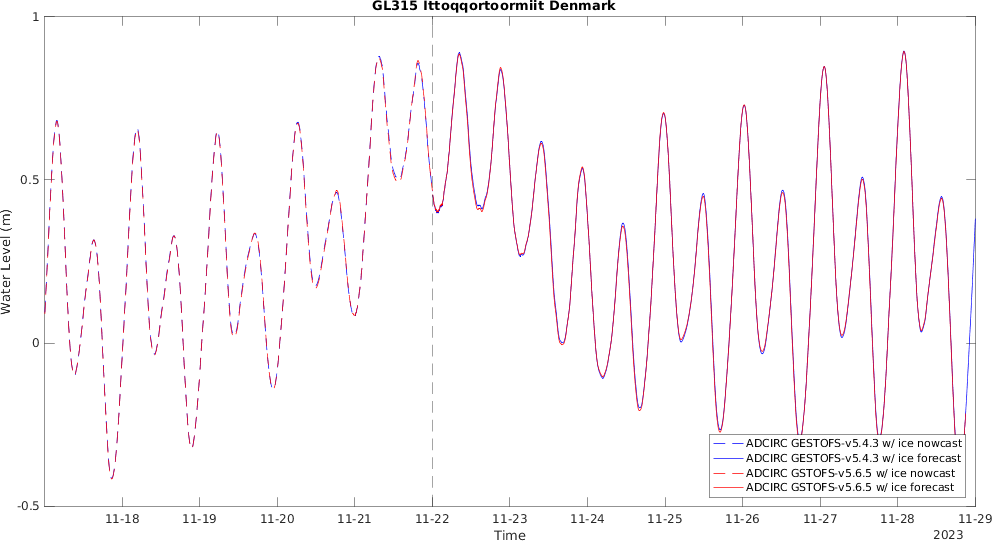 GL315 Ittoqqortoormiit Denmark
1
0.5
0
-0.5
Water Level (m)
11-18 11-19 11-20 11-21 11-22 11-23 11-24 11-25 11-26 11-27 11-28 11-29
Time
2023
ADCIRC GESTOFS-v5.4.3 w/ ice nowcast
ADCIRC GESTOFS-v5.4.3 w/ ice forecast
ADCIRC GSTOFS-v5.6.5 w/ ice nowcast
ADCIRC GSTOFS-v5.6.5 w/ ice forecast